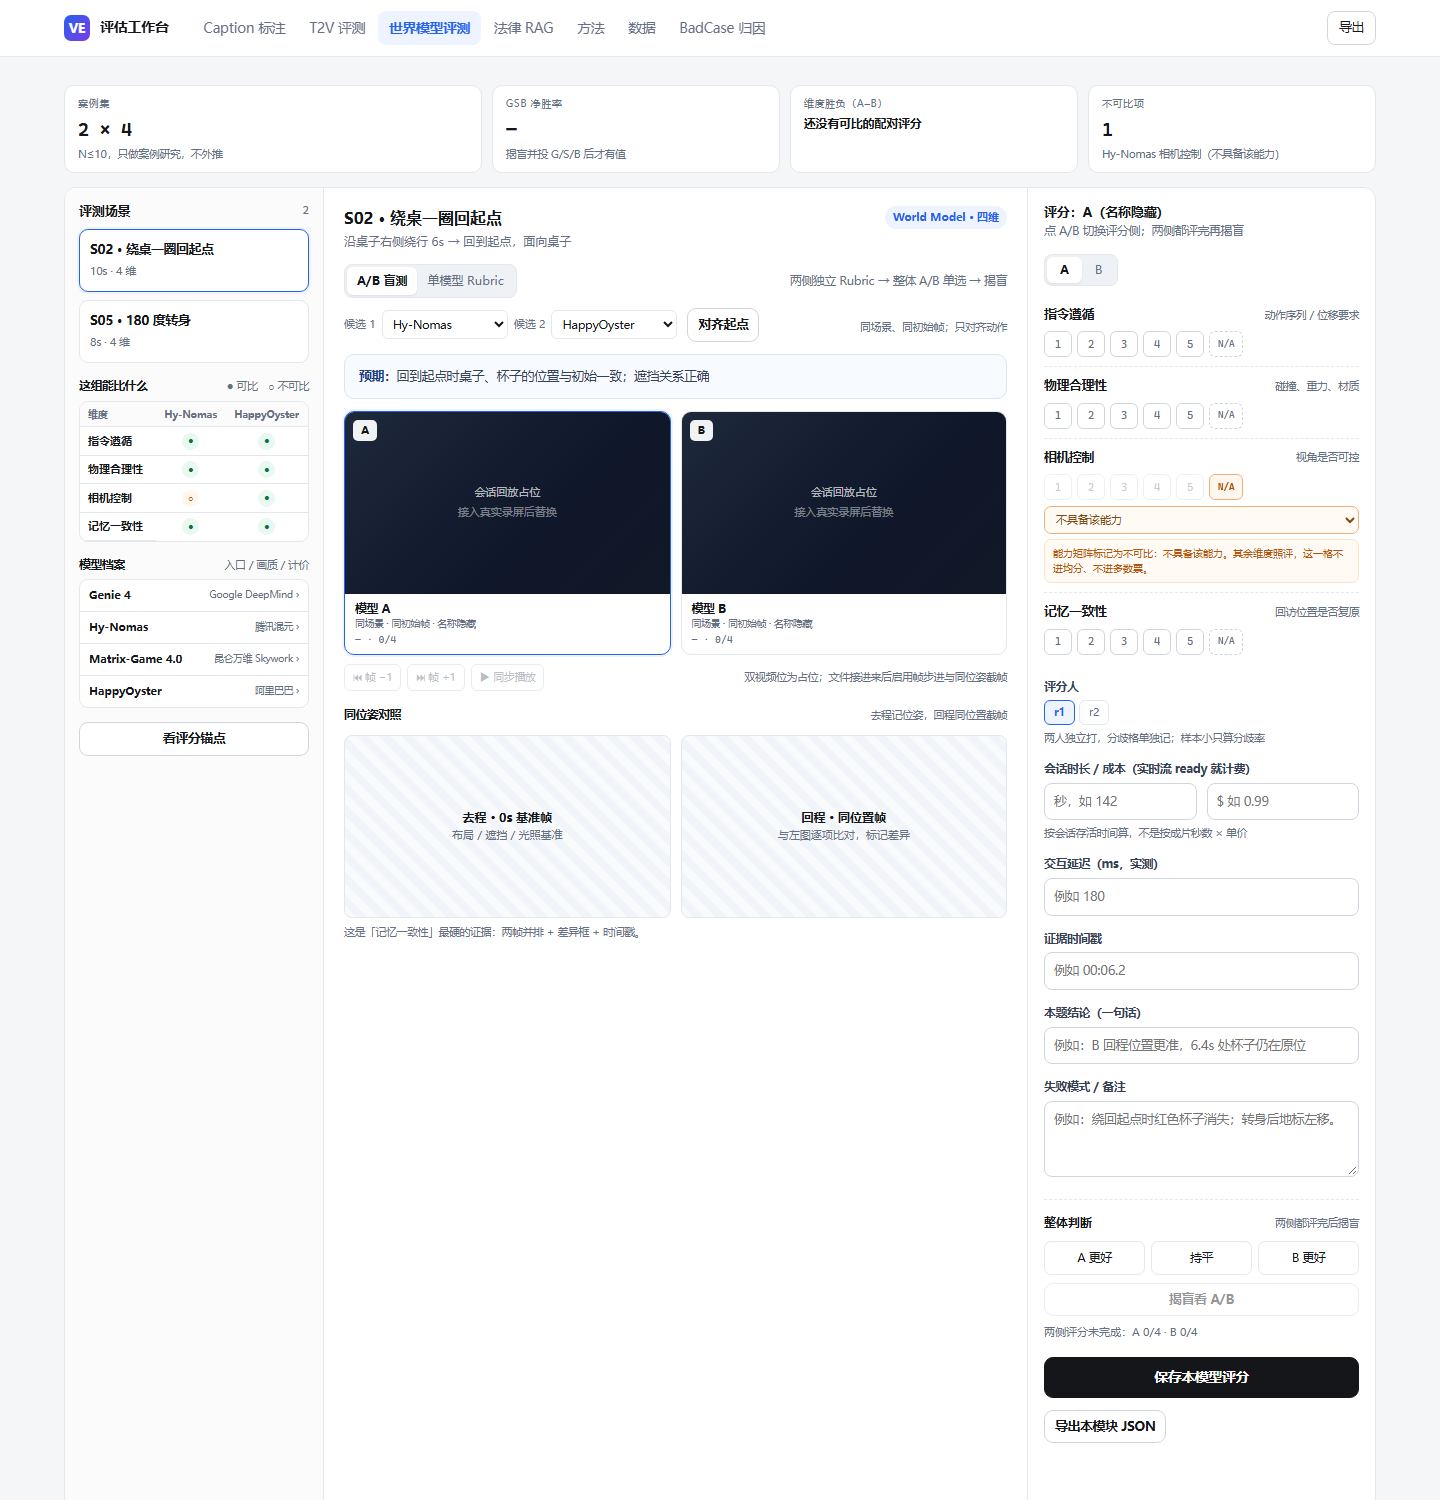 VE 评估工作台 Caption 标注 T2V 评测 世界模型评测 法律 RAG 方法 数据 BadCase 归因 导出
案例集
2 × 4
N≤10，只做案例研究，不外推
GSB 净胜率
—
揭盲并投 G/S/B 后才有值
维度胜负（A−B）
还没有可比的配对评分
不可比项
1
Hy-Nomas 相机控制（不具备该能力）
评测场景 2
S02 • 绕桌一圈回起点
10s · 4 维
S05 • 180 度转身
8s · 4 维
这组能比什么 ● 可比 ○ 不可比
维度 Hy-Nomas HappyOyster
指令遵循 ● ●
物理合理性 ● ●
相机控制 ○ ●
记忆一致性 ● ●
模型档案 入口 / 画质 / 计价
Genie 4 Google DeepMind ›
Hy-Nomas 腾讯混元 ›
Matrix-Game 4.0 昆仑万维 Skywork ›
HappyOyster 阿里巴巴 ›
看评分锚点
S02 • 绕桌一圈回起点 World Model • 四维
沿桌子右侧绕行 6s → 回到起点，面向桌子
A/B 盲测 单模型 Rubric 两侧独立 Rubric → 整体 A/B 单选 → 揭盲
候选 1 Hy-Nomas 候选 2 HappyOyster 对齐起点 同场景、同初始帧；只对齐动作
预期：回到起点时桌子、杯子的位置与初始一致；遮挡关系正确
A
会话回放占位
接入真实录屏后替换
模型 A
同场景 · 同初始帧 · 名称隐藏
— · 0/4
B
会话回放占位
接入真实录屏后替换
模型 B
同场景 · 同初始帧 · 名称隐藏
— · 0/4
⏮ 帧 −1 ⏭ 帧 +1 ▶ 同步播放 双视频位为占位；文件接进来后启用帧步进与同位姿截帧
同位姿对照 去程记位姿，回程同位置截帧
去程 • 0s 基准帧
布局 / 遮挡 / 光照基准
回程 • 同位置帧
与左图逐项比对，标记差异
这是「记忆一致性」最硬的证据：两帧并排 + 差异框 + 时间戳。
评分：A（名称隐藏）
点 A/B 切换评分侧；两侧都评完再揭盲
A B
指令遵循 动作序列 / 位移要求
1 2 3 4 5 N/A
物理合理性 碰撞、重力、材质
1 2 3 4 5 N/A
相机控制 视角是否可控
1 2 3 4 5 N/A
不具备该能力
能力矩阵标记为不可比：不具备该能力。其余维度照评，这一格不
进均分、不进多数票。
记忆一致性 回访位置是否复原
1 2 3 4 5 N/A
评分人
r1 r2
两人独立打，分歧格单独记；样本小只算分歧率
会话时长 / 成本（实时流 ready 就计费）
秒，如 142 $ 如 0.99
按会话存活时间算，不是按成片秒数 × 单价
交互延迟（ms，实测）
例如 180
证据时间戳
例如 00:06.2
本题结论（一句话）
例如：B 回程位置更准，6.4s 处杯子仍在原位
失败模式 / 备注
例如：绕回起点时红色杯子消失；转身后地标左移。
整体判断 两侧都评完后揭盲
A 更好 持平 B 更好
揭盲看 A/B
两侧评分未完成：A 0/4 · B 0/4
保存本模型评分
导出本模块 JSON